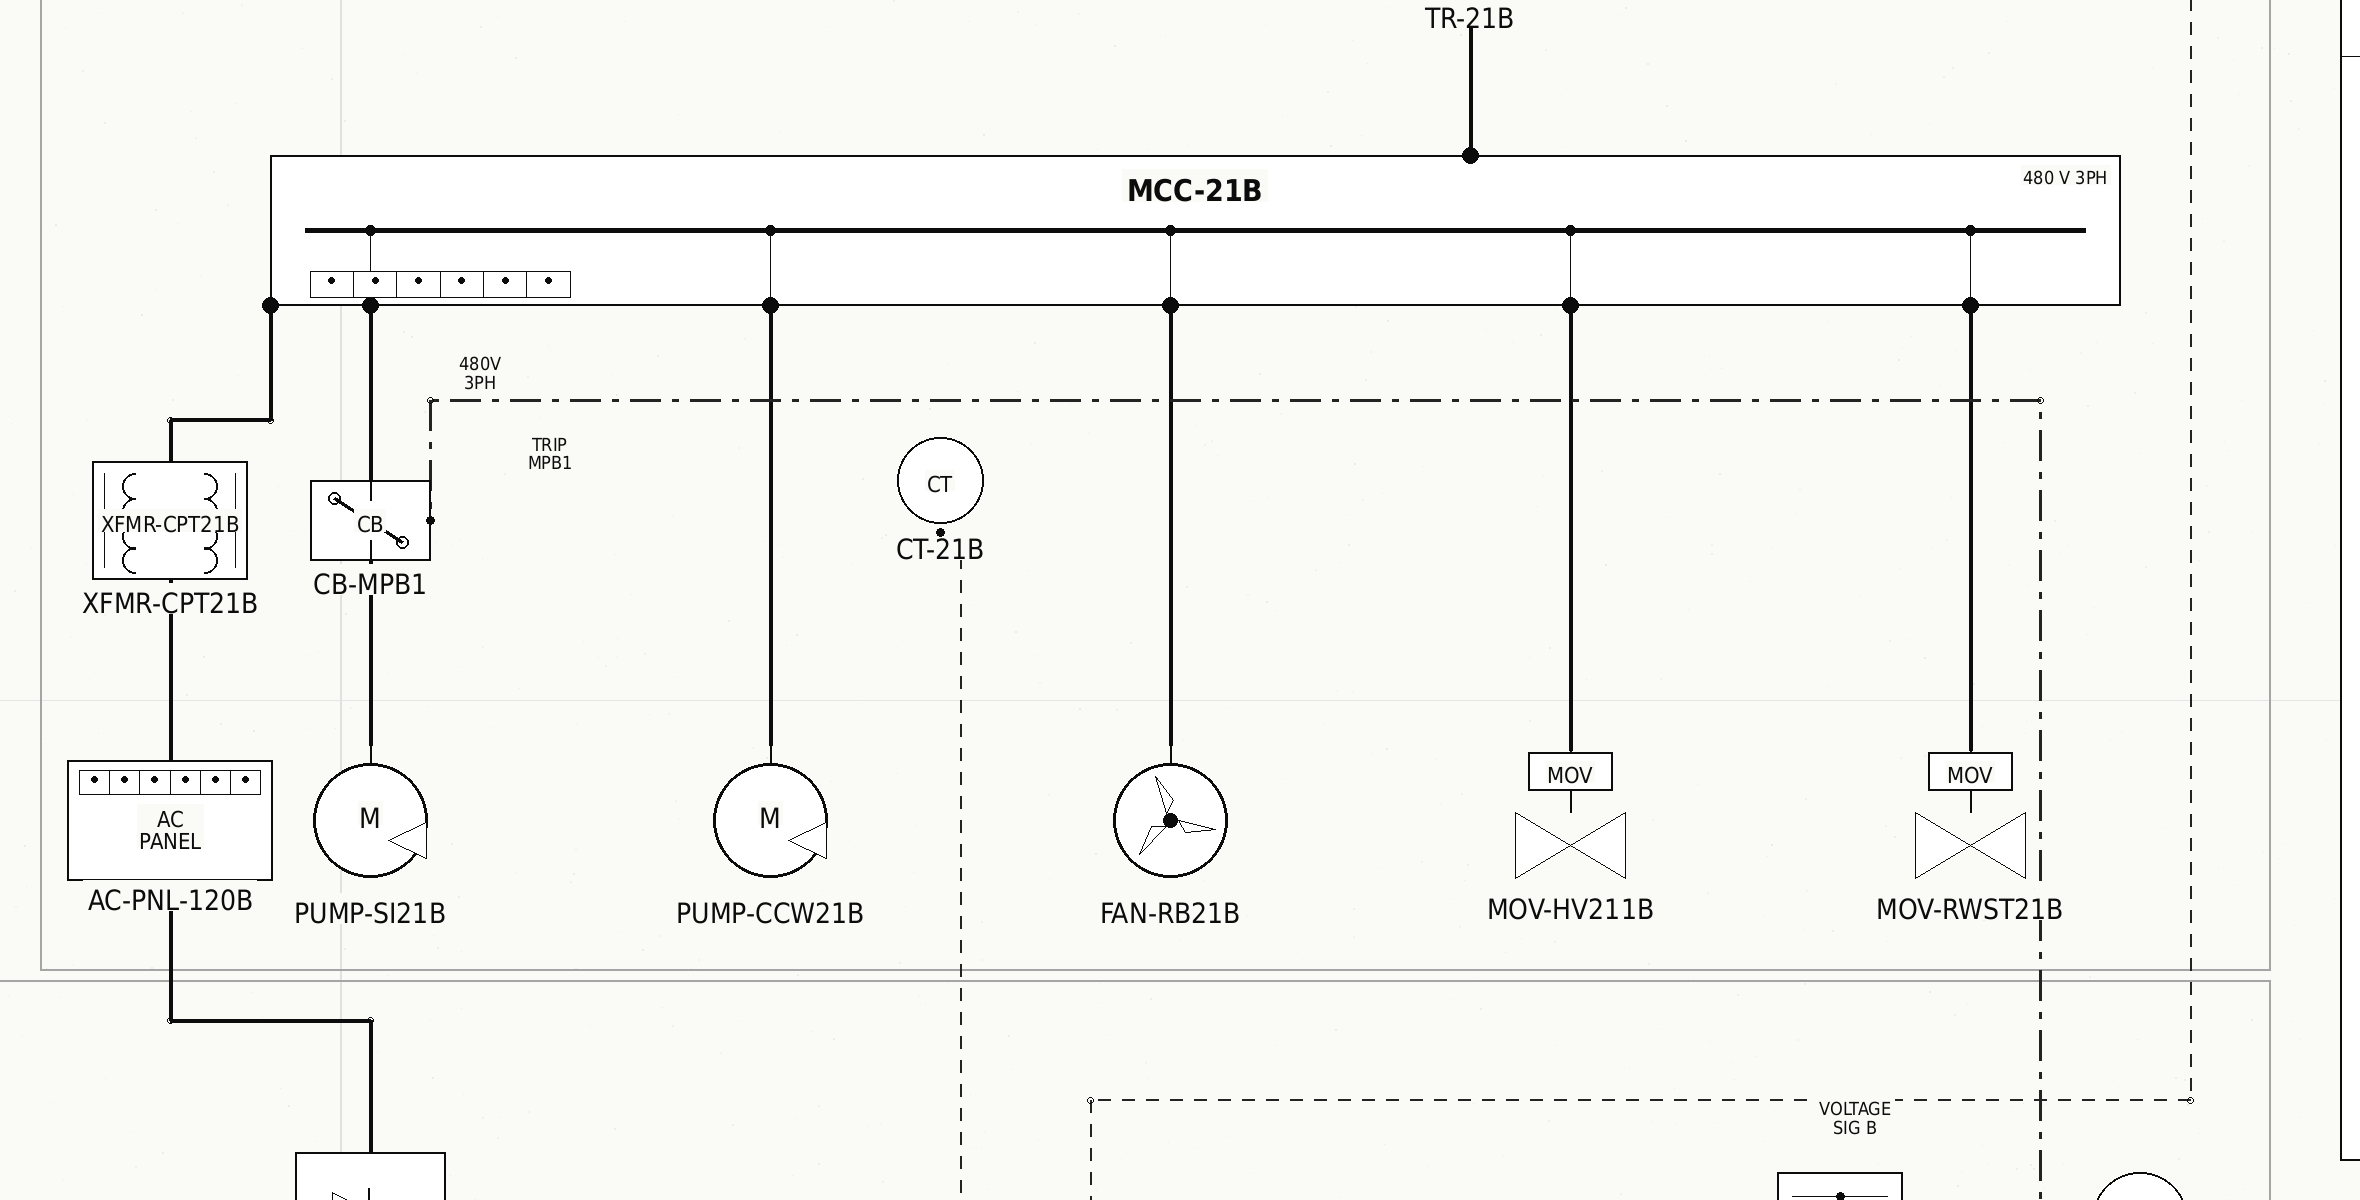 TR-21B
MCC-21B
480 V 3PH
480V
3PH
TRIP
MPB1
CT
CT-21B
XFMR-CPT21B
CB
XFMR-CPT21B
CB-MPB1
MOV
MOV
AC
PANEL
M
M
AC-PNL-120B
PUMP-SI21B
PUMP-CCW21B
FAN-RB21B
MOV-HV211B
MOV-RWST21B
VOLTAGE
SIG B